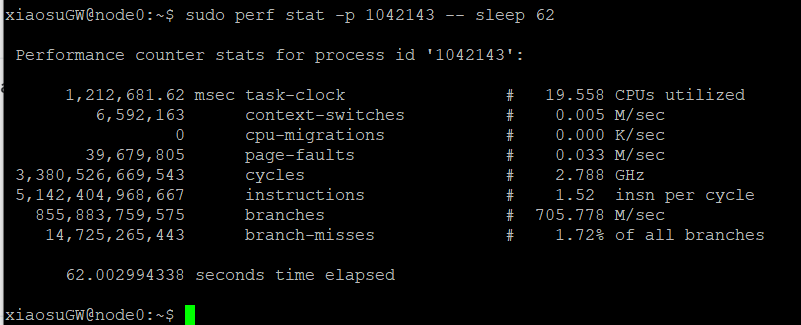 xiaosuGW@node0:~$ sudo perf stat -p 1042143 -- sleep 62
Performance counter stats for process id '1042143':
1,212,681.62 msec task-clock # 19.558 CPUs utilized
6,592,163 context-switches # 0.005 M/sec
0 cpu-migrations # 0.000 K/sec
39,679,805 page-faults # 0.033 M/sec
3,380,526,669,543 cycles # 2.788 GHz
5,142,404,968,667 instructions # 1.52 insn per cycle
855,883,759,575 branches # 705.778 M/sec
14,725,265,443 branch-misses # 1.72% of all branches
62.002994338 seconds time elapsed
xiaosuGW@node0:~$